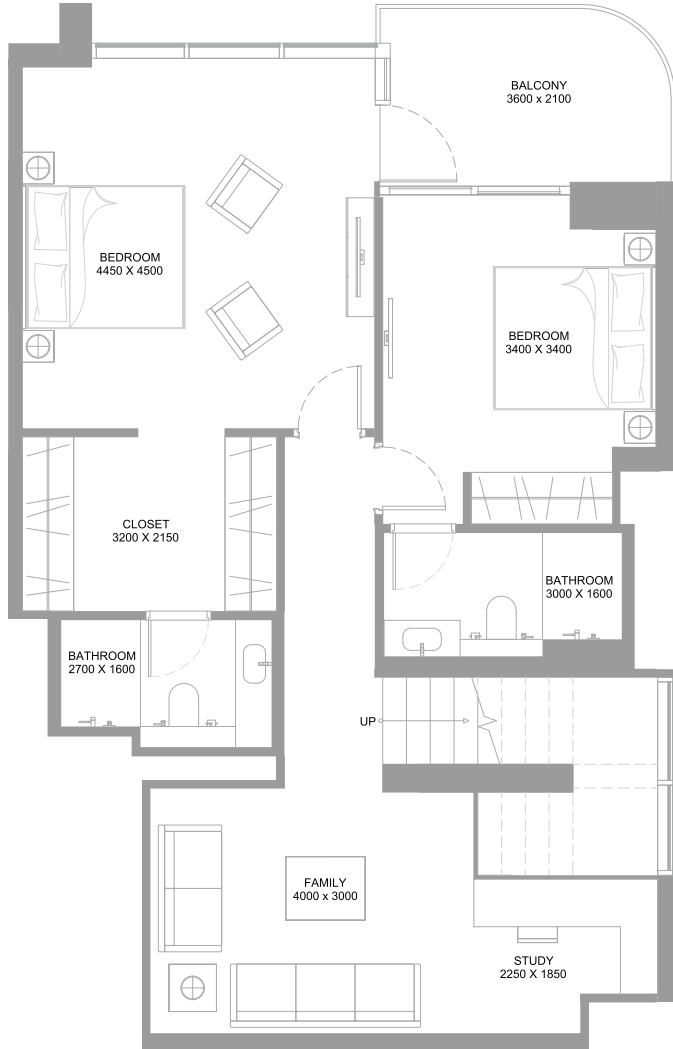 BALCONY
3600 x 2100
BEDROOM
4450 X 4500
BEDROOM
3400 X 3400
CLOSET
3200 X 2150
BATHROOM
3000 X 1600
BATHROOM
2700 X 1600
UP
FAMILY
4000 x 3000
STUDY
2250 X 1850